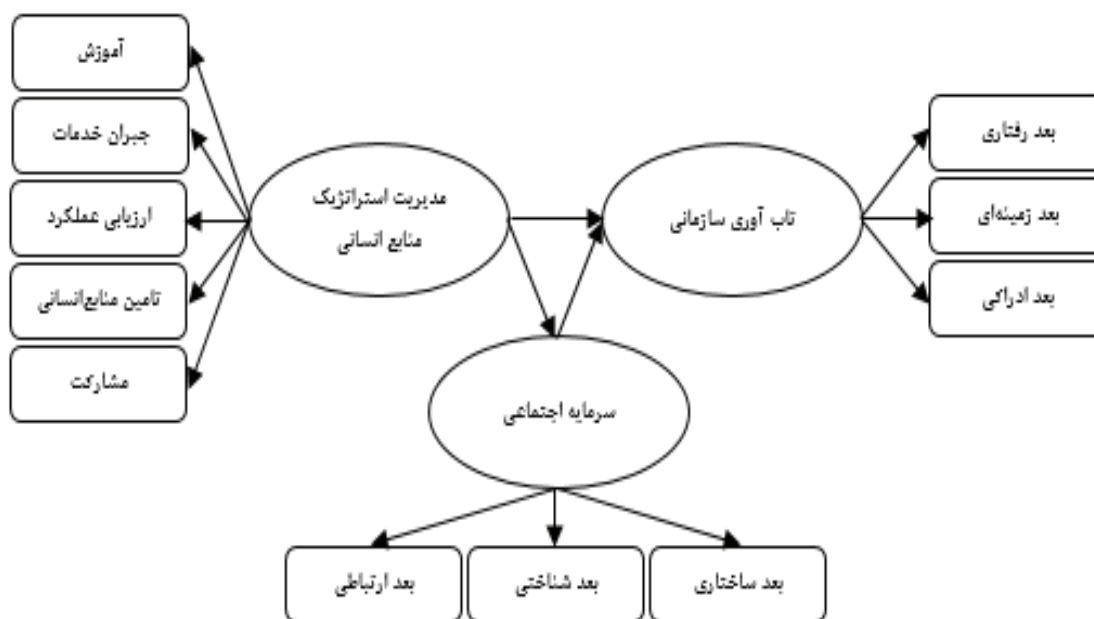 آموزش
جبران خدمات
ارزیابی عملکرد
تامین منابع‌انسانی
مشارکت
مدیریت استراتژیک
منابع انسانی
تاب آوری سازمانی
بعد رفتاری
بعد زمینه‌ای
بعد ادراکی
سرمایه اجتماعی
بعد ساختاری
بعد شناختی
بعد ارتباطی